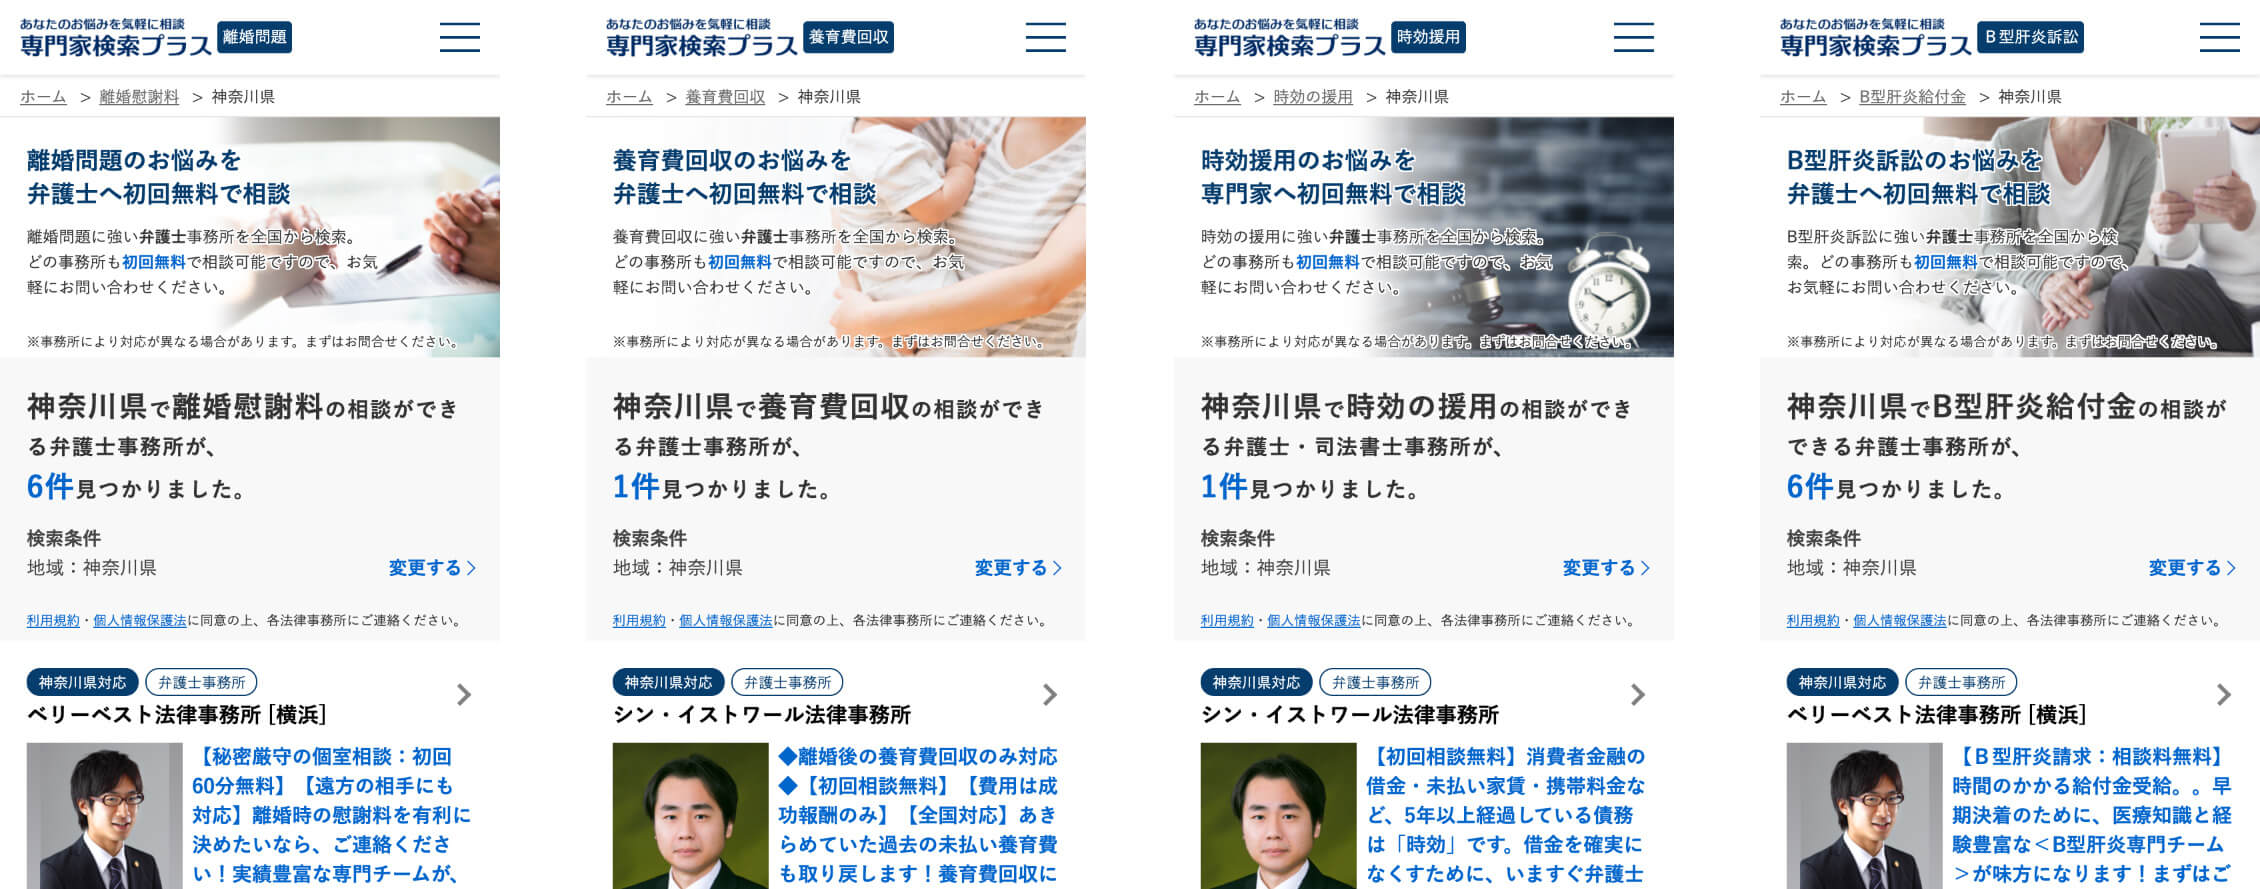 あなたのお悩みを気軽に相談
専門家検索プラス 離婚問題
ホーム > 離婚慰謝料 > 神奈川県
離婚問題のお悩みを
弁護士へ初回無料で相談
離婚問題に強い弁護士事務所を全国から検索。
どの事務所も初回無料で相談可能ですので、お気
軽にお問い合わせください。
※事務所により対応が異なる場合があります。まずはお問合せください。
神奈川県で離婚慰謝料の相談ができ
る弁護士事務所が、
6件見つかりました。
検索条件
地域：神奈川県 変更する
利用規約・個人情報保護法に同意の上、各法律事務所にご連絡ください。
神奈川県対応 弁護士事務所
ベリーベスト法律事務所 [横浜]
【秘密厳守の個室相談：初回
60分無料】【遠方の相手にも
対応】離婚時の慰謝料を有利に
決めたいなら、ご連絡くださ
い！実績豊富な専門チームが、
あなたのお悩みを気軽に相談
専門家検索プラス 養育費回収
ホーム > 養育費回収 > 神奈川県
養育費回収のお悩みを
弁護士へ初回無料で相談
養育費回収に強い弁護士事務所を全国から検索。
どの事務所も初回無料で相談可能ですので、お気
軽にお問い合わせください。
※事務所により対応が異なる場合があります。まずはお問合せください。
神奈川県で養育費回収の相談ができ
る弁護士事務所が、
1件見つかりました。
検索条件
地域：神奈川県 変更する
利用規約・個人情報保護法に同意の上、各法律事務所にご連絡ください。
神奈川県対応 弁護士事務所
シン・イストワール法律事務所
◆離婚後の養育費回収のみ対応
◆【初回相談無料】【費用は成
功報酬のみ】【全国対応】あき
らめていた過去の未払い養育費
も取り戻します！養育費回収に
あなたのお悩みを気軽に相談
専門家検索プラス 時効援用
ホーム > 時効の援用 > 神奈川県
時効援用のお悩みを
専門家へ初回無料で相談
時効の援用に強い弁護士事務所を全国から検索。
どの事務所も初回無料で相談可能ですので、お気
軽にお問い合わせください。
※事務所により対応が異なる場合があります。まずはお問合せください。
神奈川県で時効の援用の相談ができ
る弁護士・司法書士事務所が、
1件見つかりました。
検索条件
地域：神奈川県 変更する
利用規約・個人情報保護法に同意の上、各法律事務所にご連絡ください。
神奈川県対応 弁護士事務所
シン・イストワール法律事務所
【初回相談無料】消費者金融の
借金・未払い家賃・携帯料金な
ど、5年以上経過している債務
は「時効」です。借金を確実に
なくすために、いますぐ弁護士
あなたのお悩みを気軽に相談
専門家検索プラス Ｂ型肝炎訴訟
ホーム > B型肝炎給付金 > 神奈川県
B型肝炎訴訟のお悩みを
弁護士へ初回無料で相談
B型肝炎訴訟に強い弁護士事務所を全国から検
索。どの事務所も初回無料で相談可能ですので、
お気軽にお問い合わせください。
※事務所により対応が異なる場合があります。まずはお問合せください。
神奈川県でB型肝炎給付金の相談が
できる弁護士事務所が、
6件見つかりました。
検索条件
地域：神奈川県 変更する
利用規約・個人情報保護法に同意の上、各法律事務所にご連絡ください。
神奈川県対応 弁護士事務所
ベリーベスト法律事務所 [横浜]
【Ｂ型肝炎請求：相談料無料】
時間のかかる給付金受給。。早
期決着のために、医療知識と経
験豊富な＜B型肝炎専門チーム
＞が味方になります！まずはご